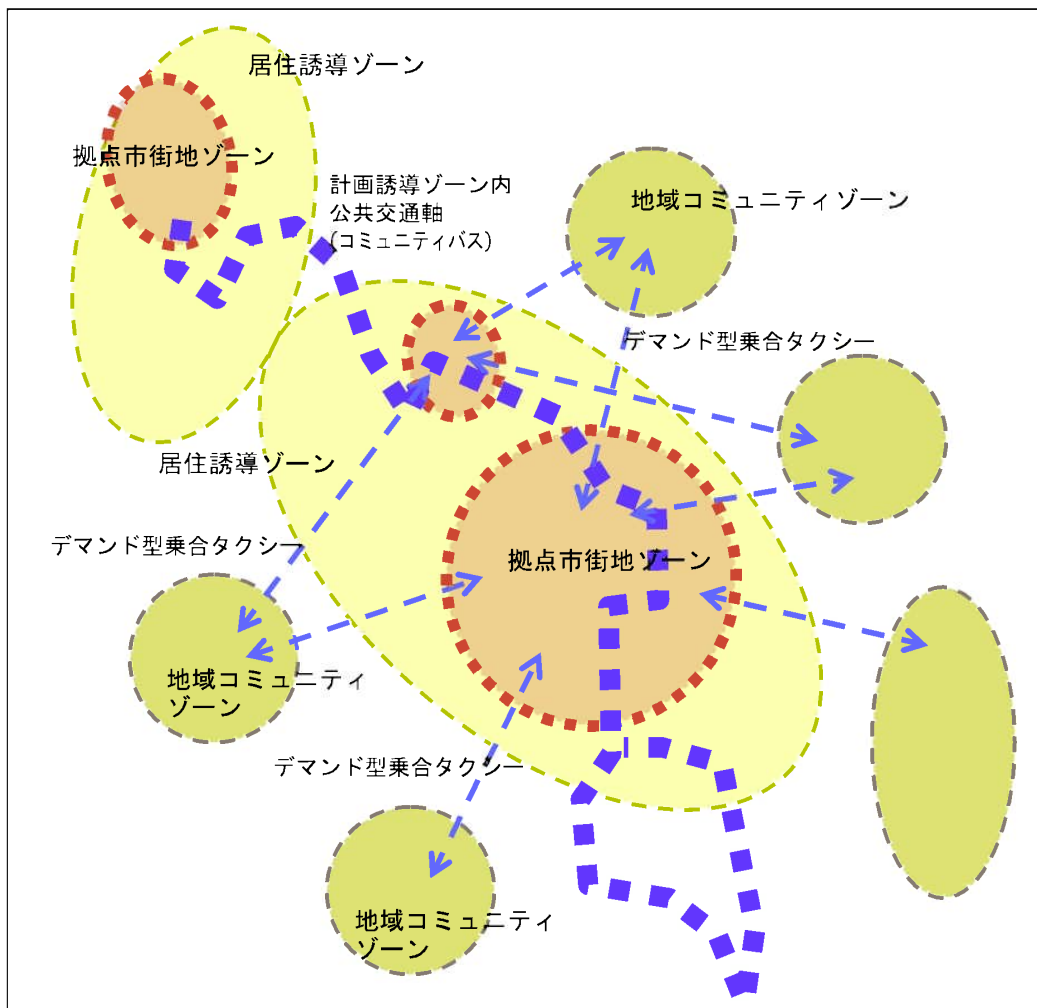 居住誘導ゾーン
拠点市街地ゾーン
計画誘導ゾーン内
公共交通軸
(コミュニティバス)
地域コミュニティゾーン
デマンド型乗合タクシー
居住誘導ゾーン
デマンド型乗合タクシー
拠点市街地ゾーン
地域コミュニティ
ゾーン
デマンド型乗合タクシー
地域コミュニティ
ゾーン